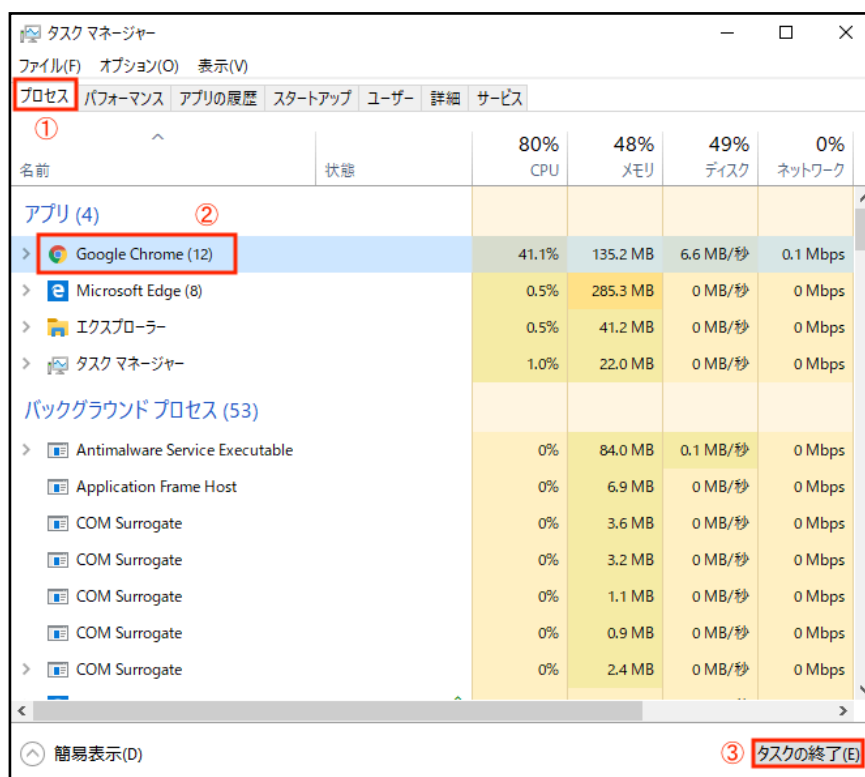 タスク マネージャー
ファイル(F) オプション(O) 表示(V)
プロセス パフォーマンス アプリの履歴 スタートアップ ユーザー 詳細 サービス
①
80% 48% 49% 0%
名前 状態 CPU メモリ ディスク ネットワーク
アプリ (4) ②
Google Chrome (12) 41.1% 135.2 MB 6.6 MB/秒 0.1 Mbps
Microsoft Edge (8) 0.5% 285.3 MB 0 MB/秒 0 Mbps
エクスプローラー 0.5% 41.2 MB 0 MB/秒 0 Mbps
タスク マネージャー 1.0% 22.0 MB 0 MB/秒 0 Mbps
バックグラウンド プロセス (53)
Antimalware Service Executable 0% 84.0 MB 0.1 MB/秒 0 Mbps
Application Frame Host 0% 6.9 MB 0 MB/秒 0 Mbps
COM Surrogate 0% 3.6 MB 0 MB/秒 0 Mbps
COM Surrogate 0% 3.2 MB 0 MB/秒 0 Mbps
COM Surrogate 0% 1.1 MB 0 MB/秒 0 Mbps
COM Surrogate 0% 0.9 MB 0 MB/秒 0 Mbps
COM Surrogate 0% 2.4 MB 0 MB/秒 0 Mbps
簡易表示(D) ③ タスクの終了(E)